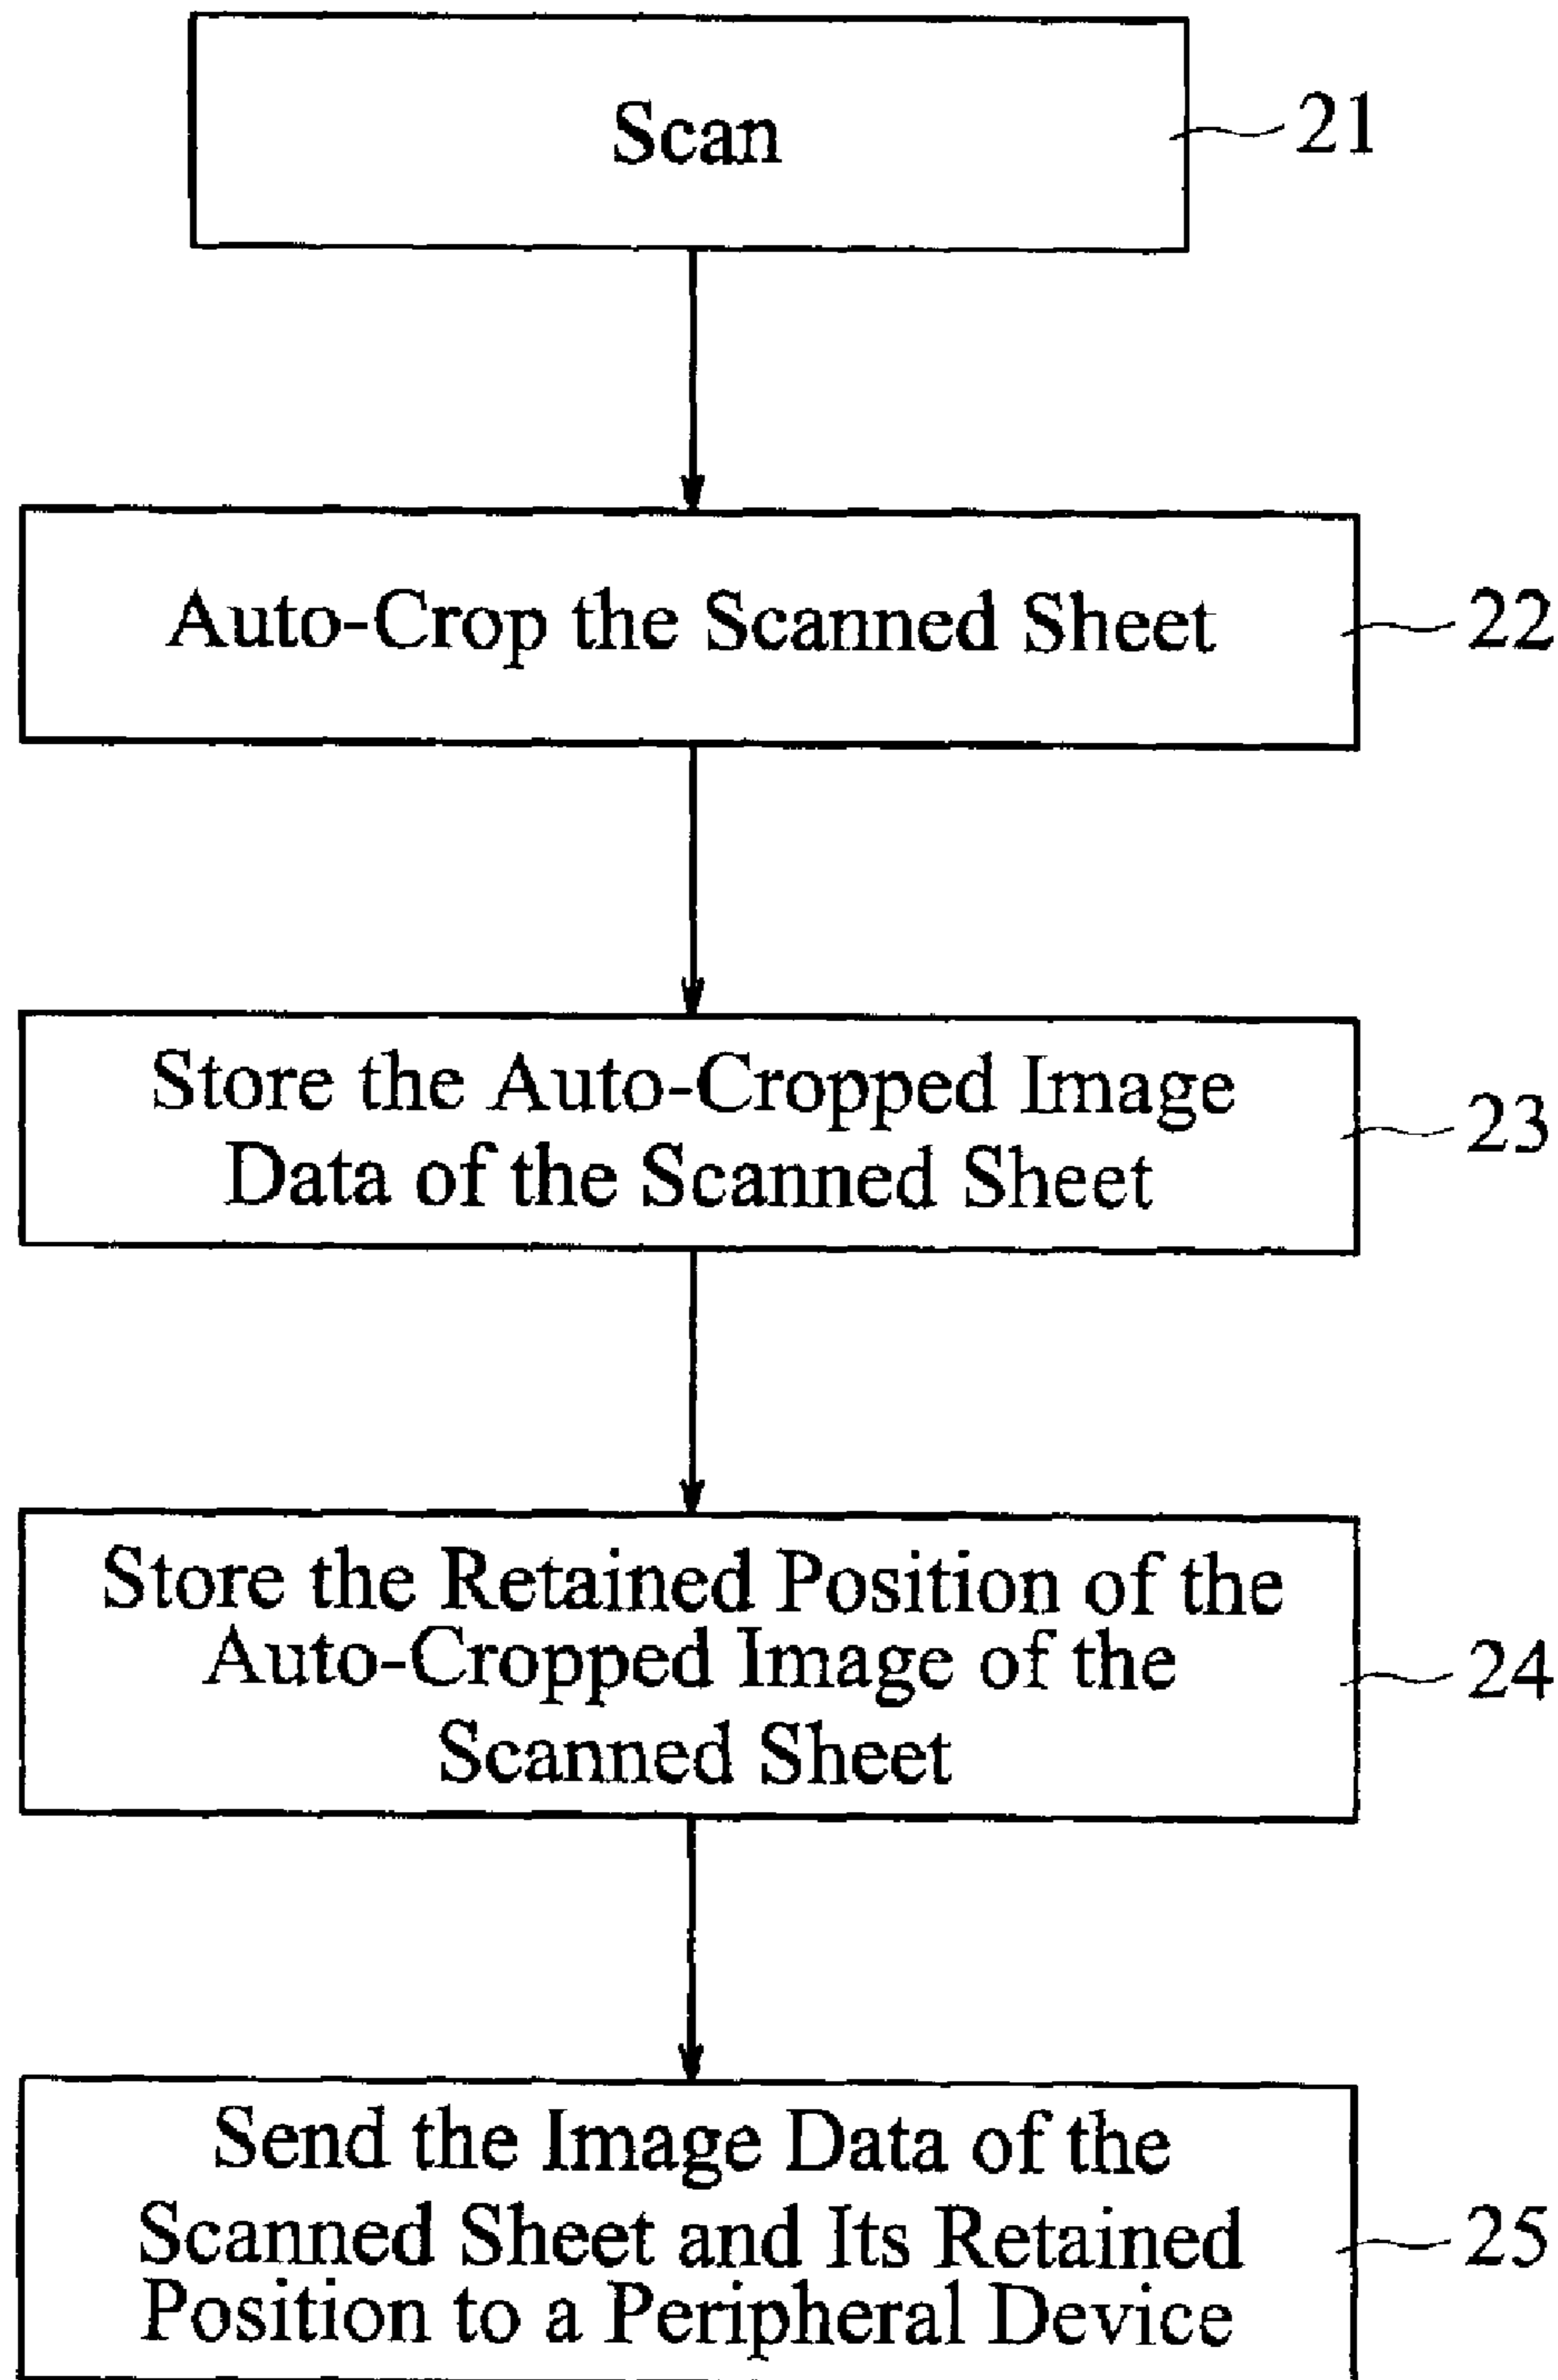 Scan
21
Auto-Crop the Scanned Sheet
22
Store the Auto-Cropped Image
Data of the Scanned Sheet
23
Store the Retained Position of the
Auto-Cropped Image of the
Scanned Sheet
24
Send the Image Data of the
Scanned Sheet and Its Retained
Position to a Peripheral Device
25